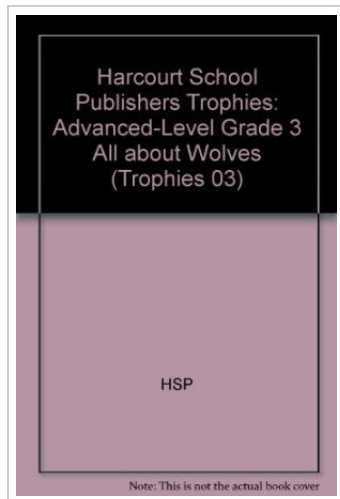 Harcourt School
Publishers Trophies:
Advanced-Level Grade 3
All about Wolves
(Trophies 03)
HSP
Note: This is not the actual book cover